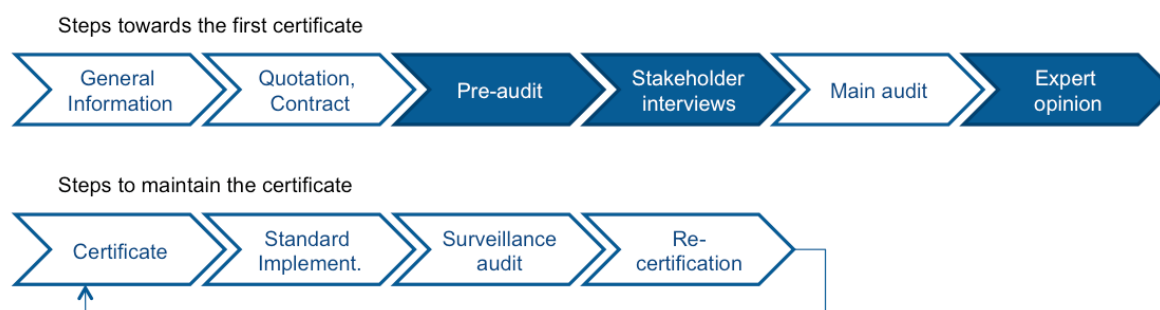 Steps towards the first certificate
General
Information
Quotation,
Contract
Pre-audit
Stakeholder
interviews
Main audit
Expert
opinion
Steps to maintain the certificate
Certificate
Standard
Implement.
Surveillance
audit
Re-
certification